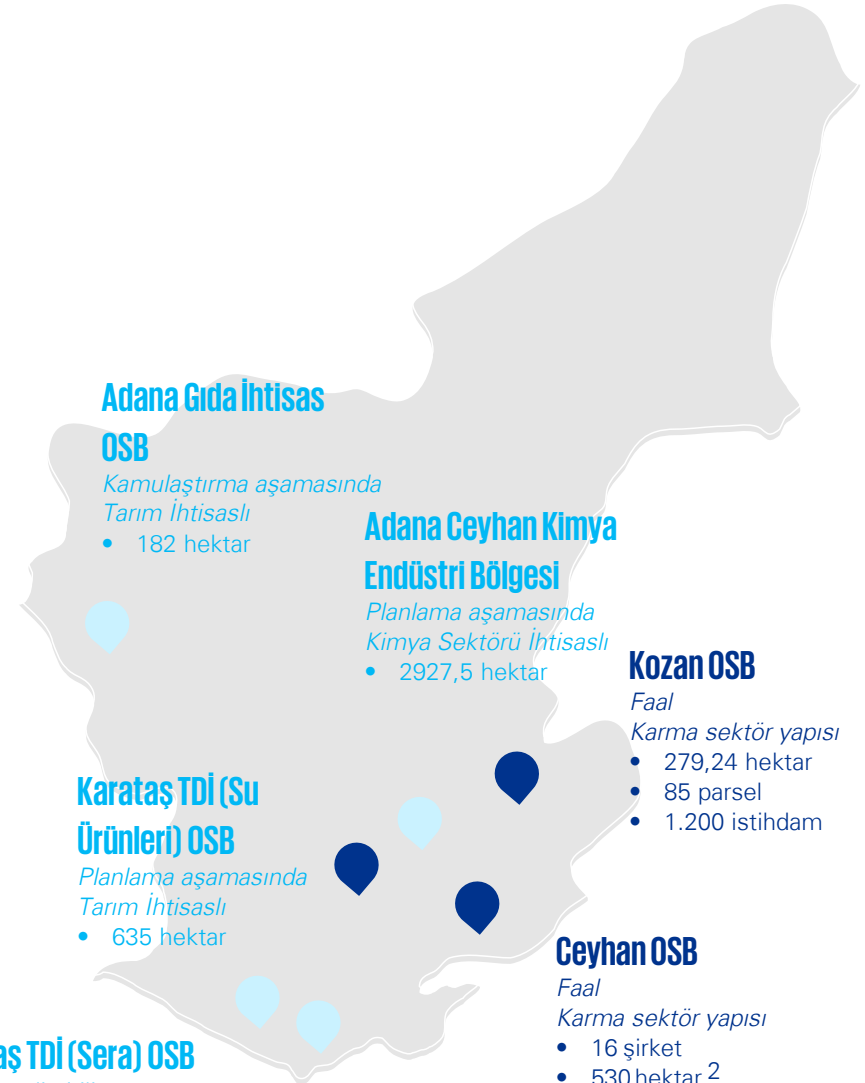 Adana Gıda İhtisas
OSB
Kamulaştırma aşamasında
Tarım İhtisaslı
• 182 hektar
Adana Ceyhan Kimya
Endüstri Bölgesi
Planlama aşamasında
Kimya Sektörü İhtisaslı
• 2927,5 hektar
Kozan OSB
Faal
Karma sektör yapısı
• 279,24 hektar
• 85 parsel
• 1.200 istihdam
Karataş TDİ (Su
Ürünleri) OSB
Planlama aşamasında
Tarım İhtisaslı
• 635 hektar
Ceyhan OSB
Faal
Karma sektör yapısı
• 16 şirket
• 530 hektar 2
aş TDİ (Sera) OSB